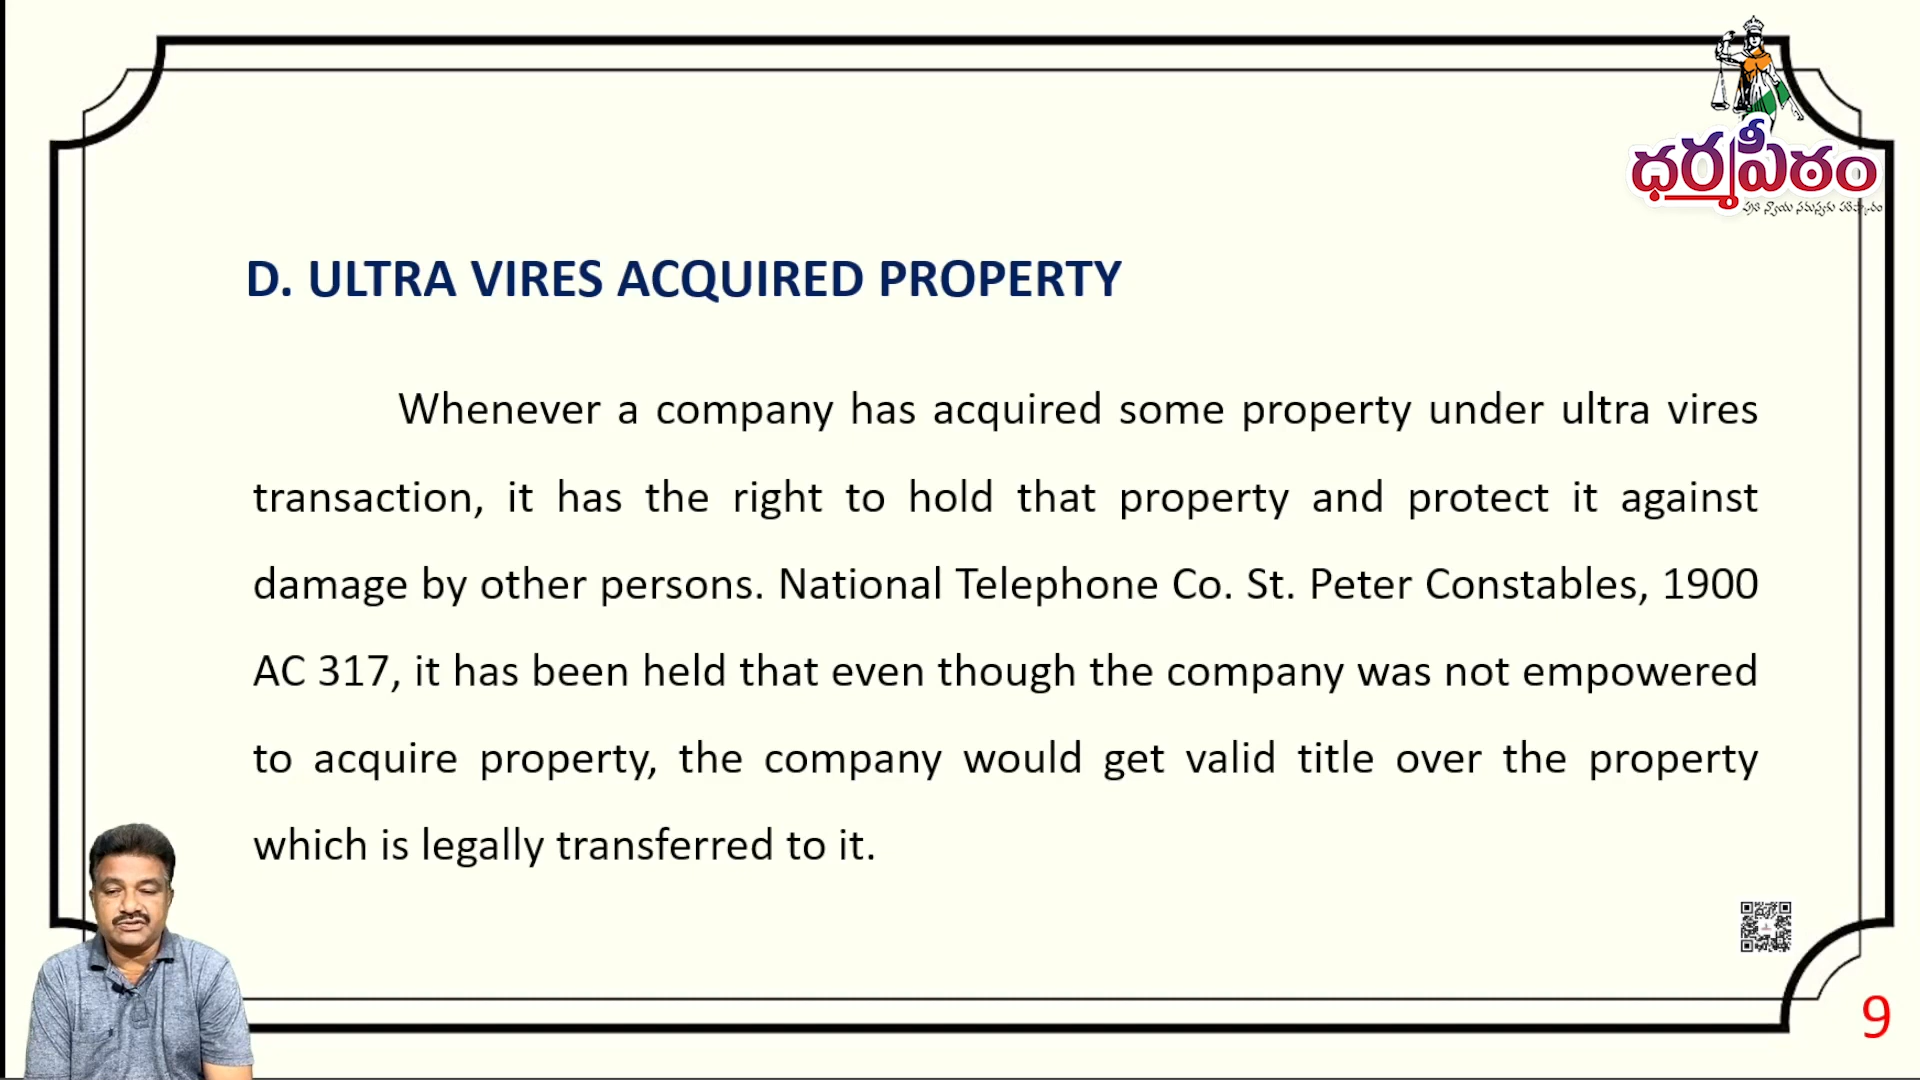 ధర్మపీఠం
D. ULTRA VIRES ACQUIRED PROPERTY
Whenever a company has acquired some property under ultra vires
transaction, it has the right to hold that property and protect it against
damage by other persons. National Telephone Co. St. Peter Constables, 1900
AC 317, it has been held that even though the company was not empowered
to acquire property, the company would get valid title over the property
which is legally transferred to it.
9